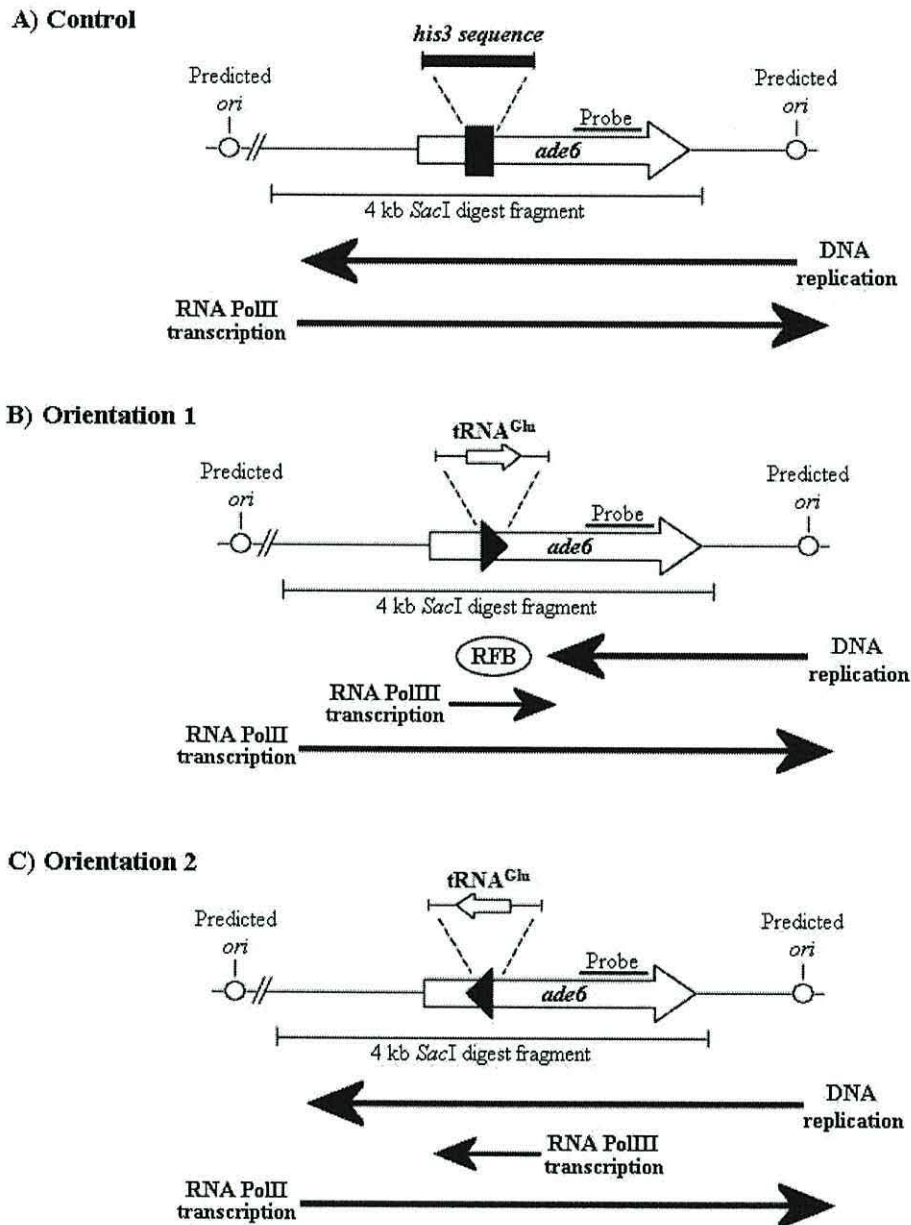 A) Control
his3 sequence
Predicted
ori
Predicted
ori
Probe
ade6
4 kb SacI digest fragment
DNA
replication
RNA PolII
transcription
B) Orientation 1
tRNAGlu
Predicted
ori
Predicted
ori
Probe
ade6
4 kb SacI digest fragment
RFB
DNA
replication
RNA PolIII
transcription
RNA PolII
transcription
C) Orientation 2
tRNAGlu
Predicted
ori
Predicted
ori
Probe
ade6
4 kb SacI digest fragment
DNA
replication
RNA PolIII
transcription
RNA PolII
transcription